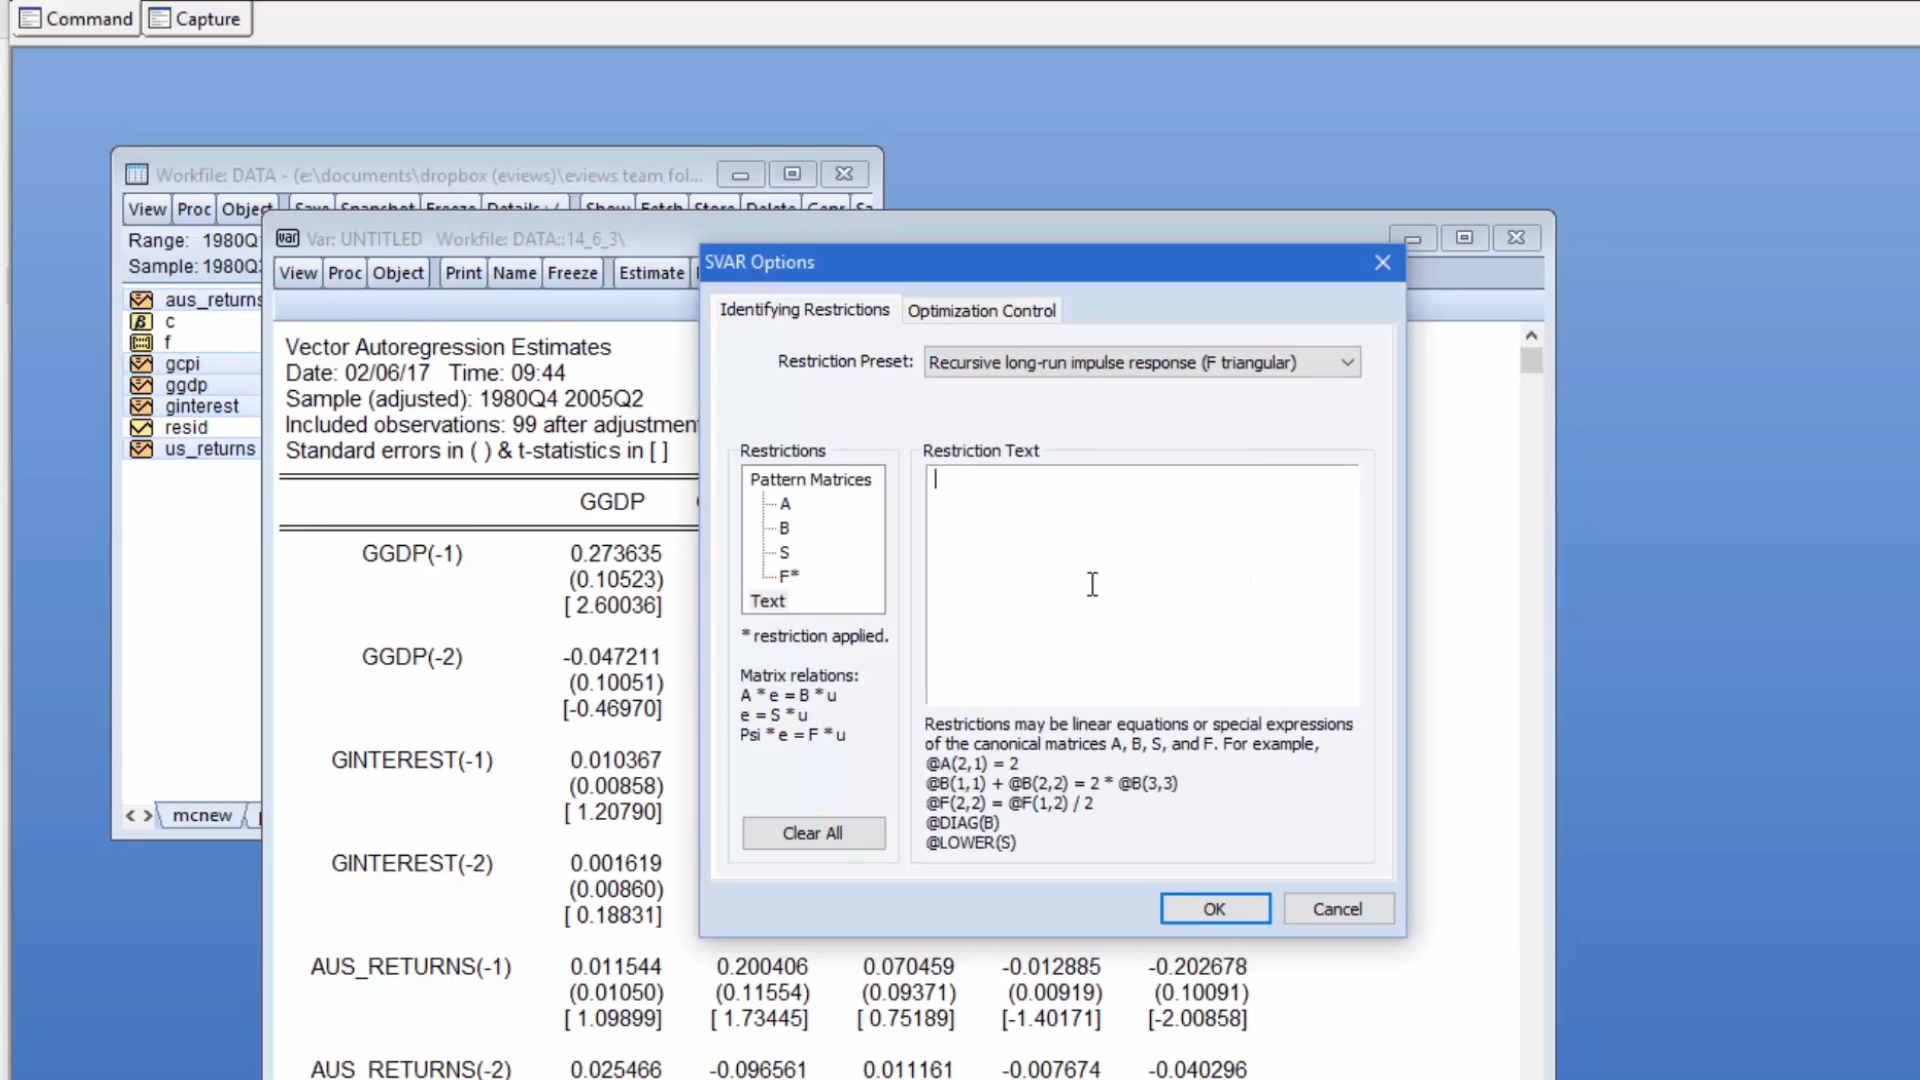 Command Capture
Workfile: DATA - (e:\documents\dropbox (eviews)\eviews team fol...
View Proc Object Save Snapshot Freeze Details+/- Show Fetch Store Delete Genr
Range: 1980Q
Sample: 1980Q
aus_returns
c
f
gcpi
ggdp
ginterest
resid
us_returns
< > mcnew
Var: UNTITLED Workfile: DATA::14_6_3\
View Proc Object Print Name Freeze Estimate
Vector Autoregression Estimates
Date: 02/06/17 Time: 09:44
Sample (adjusted): 1980Q4 2005Q2
Included observations: 99 after adjustmen
Standard errors in ( ) & t-statistics in [ ]
GGDP
GGDP(-1) 0.273635
(0.10523)
[ 2.60036]
GGDP(-2) -0.047211
(0.10051)
[-0.46970]
GINTEREST(-1) 0.010367
(0.00858)
[ 1.20790]
GINTEREST(-2) 0.001619
(0.00860)
[ 0.18831]
AUS_RETURNS(-1) 0.011544 0.200406 0.070459 -0.012885 -0.202678
(0.01050) (0.11554) (0.09371) (0.00919) (0.10091)
[ 1.09899] [ 1.73445] [ 0.75189] [-1.40171] [-2.00858]
AUS_RETURNS(-2) 0.025466 -0.096561 0.011161 -0.007674 -0.040296
SVAR Options
Identifying Restrictions Optimization Control
Restriction Preset: Recursive long-run impulse response (F triangular)
Restrictions
Pattern Matrices
A
B
S
F*
Text
* restriction applied.
Matrix relations:
A * e = B * u
e = S * u
Psi * e = F * u
Clear All
Restriction Text
Restrictions may be linear equations or special expressions
of the canonical matrices A, B, S, and F. For example,
@A(2,1) = 2
@B(1,1) + @B(2,2) = 2 * @B(3,3)
@F(2,2) = @F(1,2) / 2
@DIAG(B)
@LOWER(S)
OK Cancel